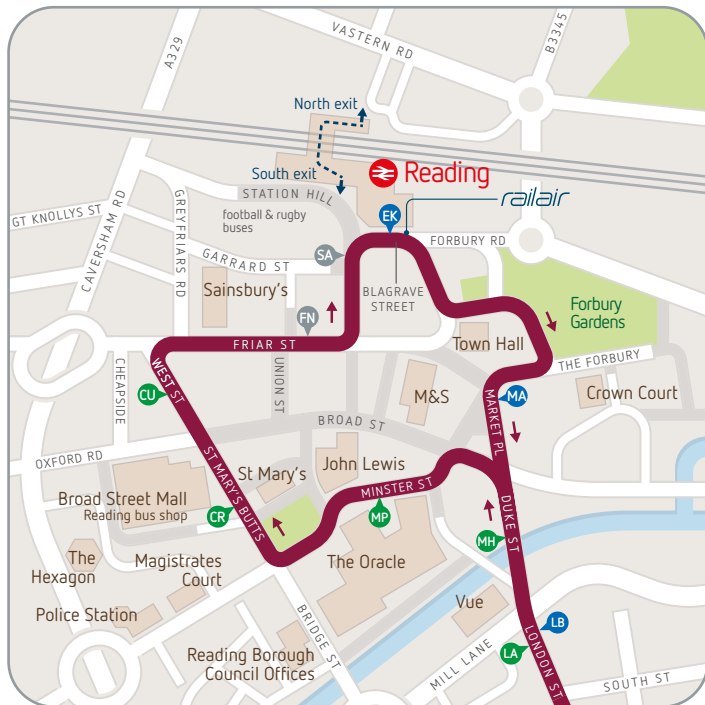 VASTERN RD
B3345
A329
North exit
South exit
Reading
railair
STATION HILL
football & rugby
buses
GT KNOLLYS ST
CAVERSHAM RD
GREYFRIARS RD
GARRARD ST
SA
EK
FORBURY RD
BLAGRAVE
STREET
Sainsbury's
FN
FRIAR ST
Town Hall
Forbury
Gardens
THE FORBURY
Crown Court
CHEAPSIDE
WEST ST
CU
UNION ST
M&S
MA
MARKET PL
BROAD ST
OXFORD RD
ST MARY'S BUTTS
St Mary's
John Lewis
MINSTER ST
Broad Street Mall
Reading bus shop
CR
MP
DUKE ST
MH
The
Hexagon
Magistrates
Court
The Oracle
Police Station
Vue
BRIDGE ST
LB
LA
LONDON ST
MILL LANE
Reading Borough
Council Offices
SOUTH ST